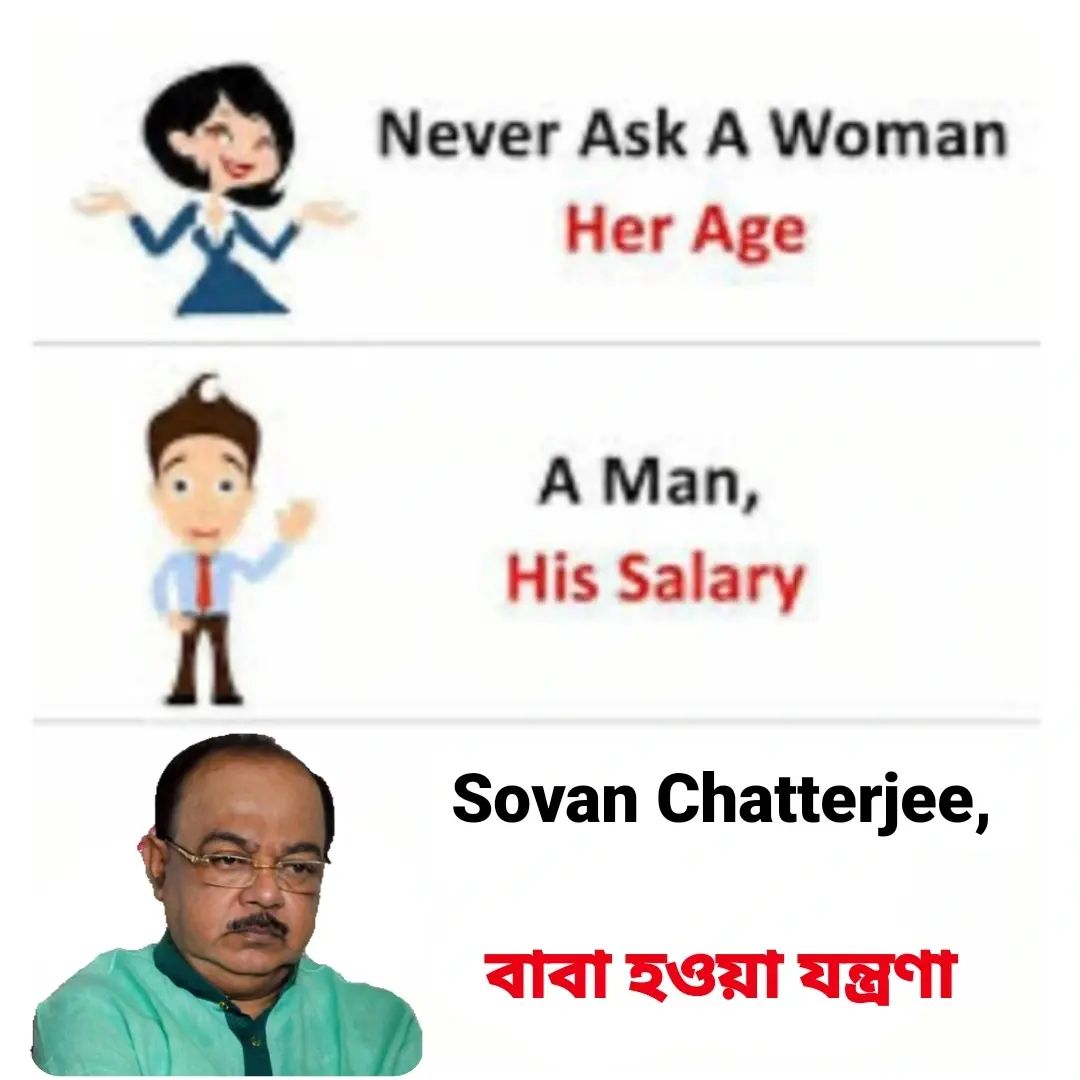 Never Ask A Woman
Her Age
A Man,
His Salary
Sovan Chatterjee,
বাবা হওয়া যন্ত্রণা